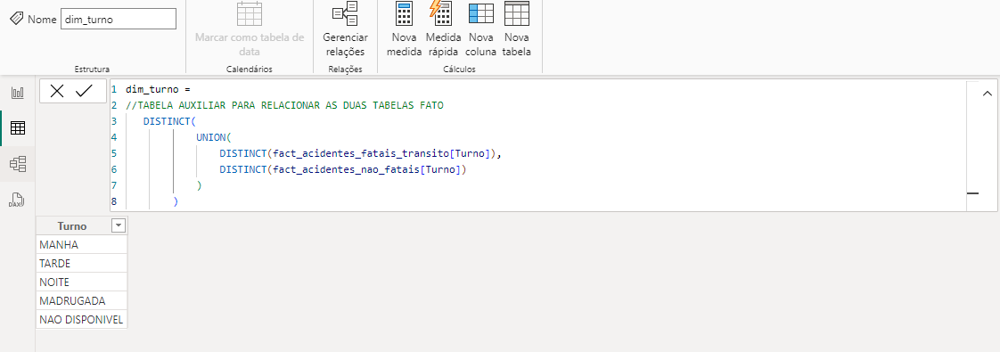 Nome dim_turno
Marcar como tabela de
data
Gerenciar
relações
Nova
medida
Medida
rápida
Nova
coluna
Nova
tabela
Estrutura
Calendários
Relações
Cálculos
1 dim_turno =
2 //TABELA AUXILIAR PARA RELACIONAR AS DUAS TABELAS FATO
3 DISTINCT(
4 UNION(
5 DISTINCT(fact_acidentes_fatais_transito[Turno]),
6 DISTINCT(fact_acidentes_nao_fatais[Turno])
7 )
8 )
DAX
Turno
MANHA
TARDE
NOITE
MADRUGADA
NAO DISPONIVEL